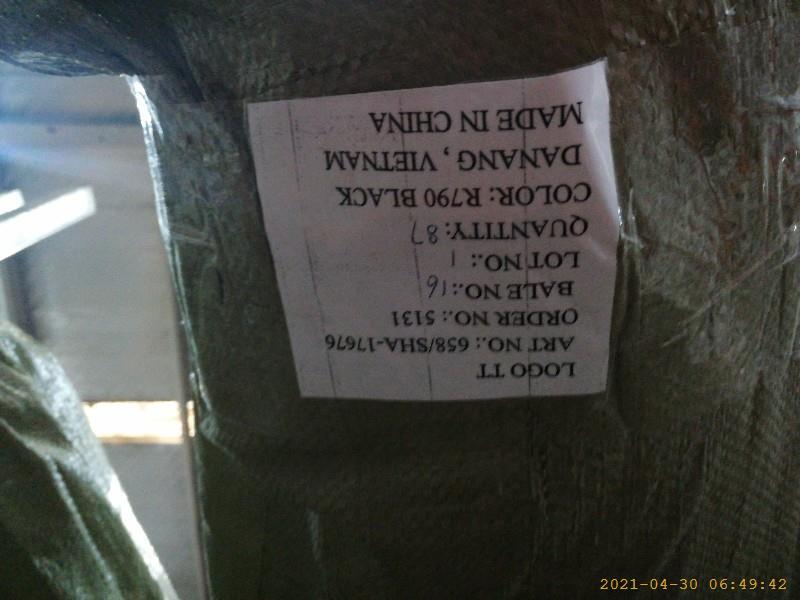 LOGO TT
ART NO.: 658/SHA-17676
ORDER NO.: 5131
BALE NO.: 16
LOT NO.: 1
QUANTITY: 87
COLOR: R790 BLACK
DANANG , VIETNAM
MADE IN CHINA
2021-04-30 06:49:42